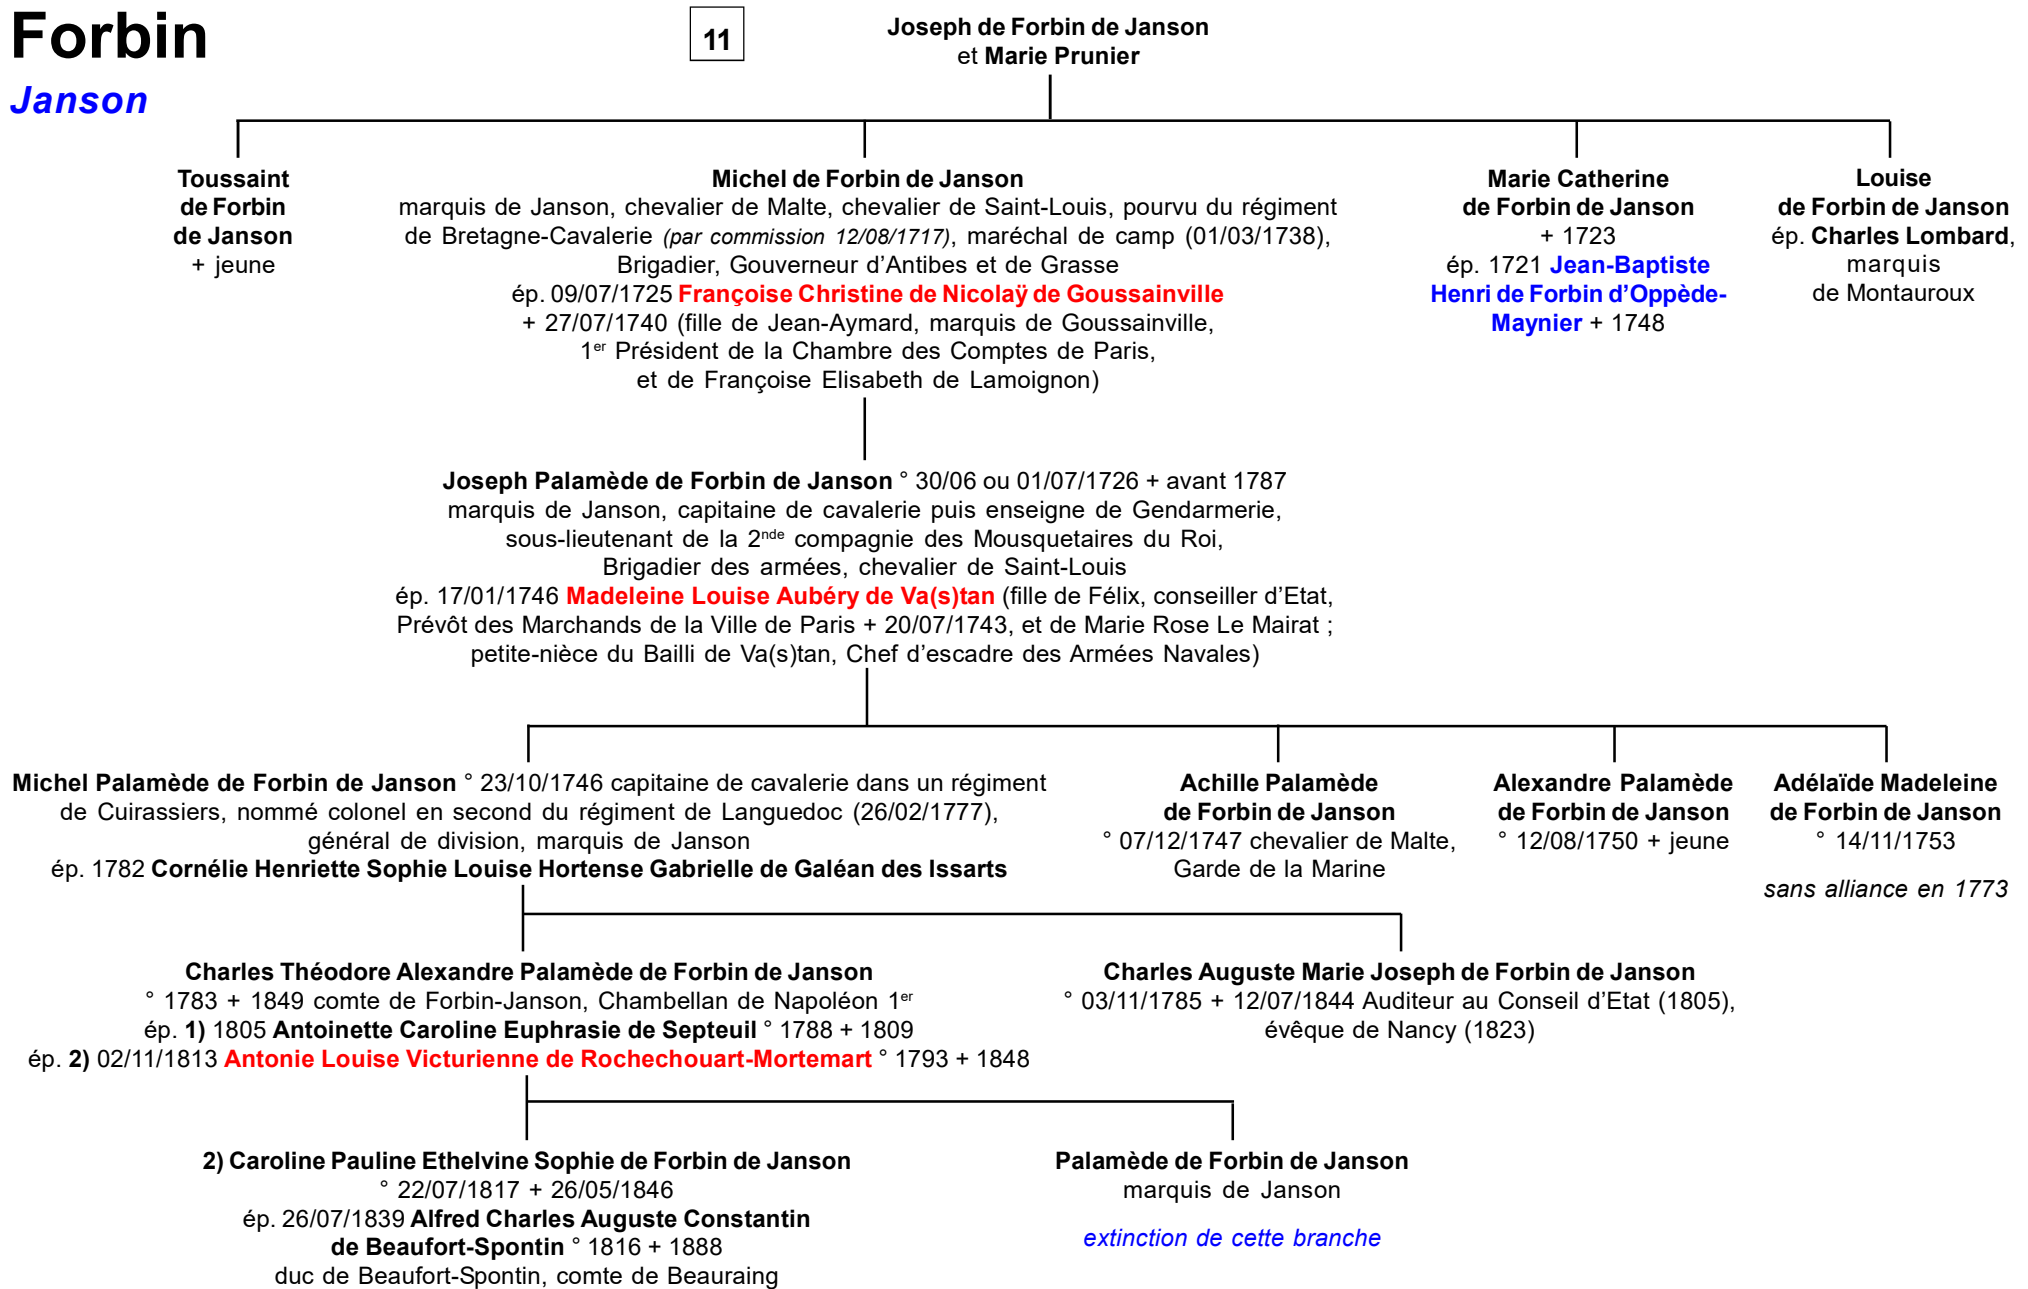 Forbin
Janson
11
Joseph de Forbin de Janson
et Marie Prunier
Toussaint
de Forbin
de Janson
+ jeune
Michel de Forbin de Janson
marquis de Janson, chevalier de Malte, chevalier de Saint-Louis, pourvu du régiment
de Bretagne-Cavalerie (par commission 12/08/1717), maréchal de camp (01/03/1738),
Brigadier, Gouverneur d'Antibes et de Grasse
ép. 09/07/1725 Françoise Christine de Nicolaÿ de Goussainville
+ 27/07/1740 (fille de Jean-Aymard, marquis de Goussainville,
1er Président de la Chambre des Comptes de Paris,
et de Françoise Elisabeth de Lamoignon)
Marie Catherine
de Forbin de Janson
+ 1723
ép. 1721 Jean-Baptiste
Henri de Forbin d'Oppède-
Maynier + 1748
Louise
de Forbin de Janson
ép. Charles Lombard,
marquis
de Montauroux
Joseph Palamède de Forbin de Janson ° 30/06 ou 01/07/1726 + avant 1787
marquis de Janson, capitaine de cavalerie puis enseigne de Gendarmerie,
sous-lieutenant de la 2nde compagnie des Mousquetaires du Roi,
Brigadier des armées, chevalier de Saint-Louis
ép. 17/01/1746 Madeleine Louise Aubéry de Va(s)tan (fille de Félix, conseiller d'Etat,
Prévôt des Marchands de la Ville de Paris + 20/07/1743, et de Marie Rose Le Mairat ;
petite-nièce du Bailli de Va(s)tan, Chef d'escadre des Armées Navales)
Michel Palamède de Forbin de Janson ° 23/10/1746 capitaine de cavalerie dans un régiment
de Cuirassiers, nommé colonel en second du régiment de Languedoc (26/02/1777),
général de division, marquis de Janson
ép. 1782 Cornélie Henriette Sophie Louise Hortense Gabrielle de Galéan des Issarts
Achille Palamède
de Forbin de Janson
° 07/12/1747 chevalier de Malte,
Garde de la Marine
Alexandre Palamède
de Forbin de Janson
° 12/08/1750 + jeune
Adélaïde Madeleine
de Forbin de Janson
° 14/11/1753
sans alliance en 1773
Charles Théodore Alexandre Palamède de Forbin de Janson
° 1783 + 1849 comte de Forbin-Janson, Chambellan de Napoléon 1er
ép. 1) 1805 Antoinette Caroline Euphrasie de Septeuil ° 1788 + 1809
ép. 2) 02/11/1813 Antonie Louise Victurienne de Rochechouart-Mortemart ° 1793 + 1848
Charles Auguste Marie Joseph de Forbin de Janson
° 03/11/1785 + 12/07/1844 Auditeur au Conseil d'Etat (1805),
évêque de Nancy (1823)
2) Caroline Pauline Ethelvine Sophie de Forbin de Janson
° 22/07/1817 + 26/05/1846
ép. 26/07/1839 Alfred Charles Auguste Constantin
de Beaufort-Spontin ° 1816 + 1888
duc de Beaufort-Spontin, comte de Beauraing
Palamède de Forbin de Janson
marquis de Janson
extinction de cette branche